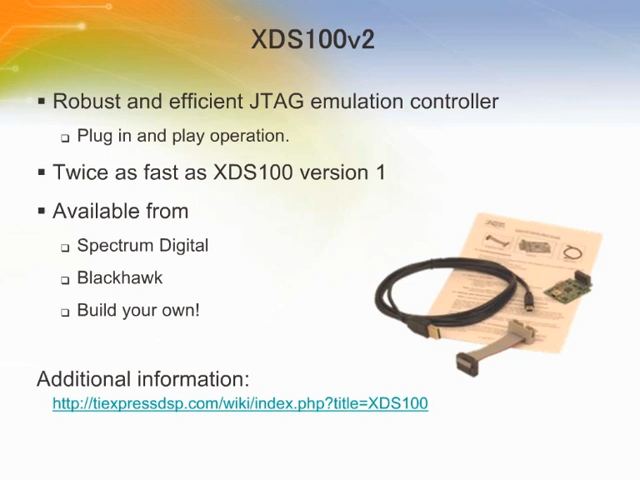 XDS100v2
▪ Robust and efficient JTAG emulation controller
❑ Plug in and play operation.
▪ Twice as fast as XDS100 version 1
▪ Available from
❑ Spectrum Digital
❑ Blackhawk
❑ Build your own!
Additional information:
http://tiexpressdsp.com/wiki/index.php?title=XDS100